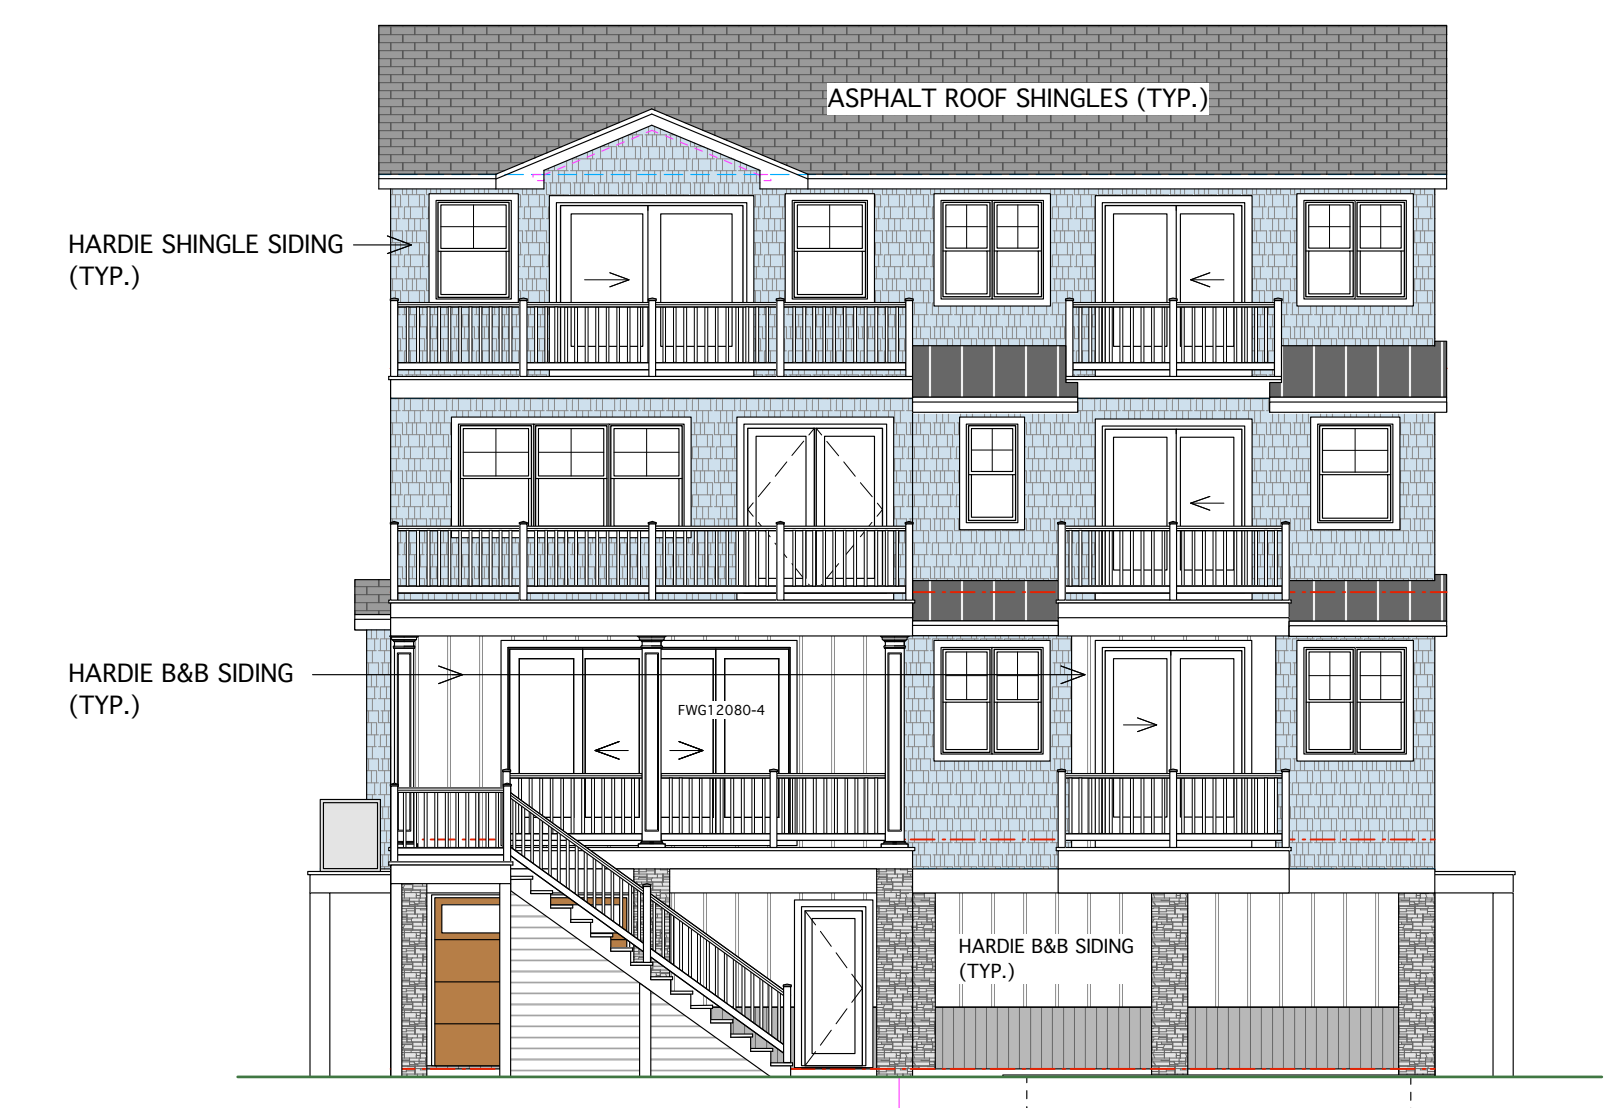 ASPHALT ROOF SHINGLES (TYP.)
HARDIE SHINGLE SIDING
(TYP.)
HARDIE B&B SIDING
(TYP.)
FWG12080-4
HARDIE B&B SIDING
(TYP.)